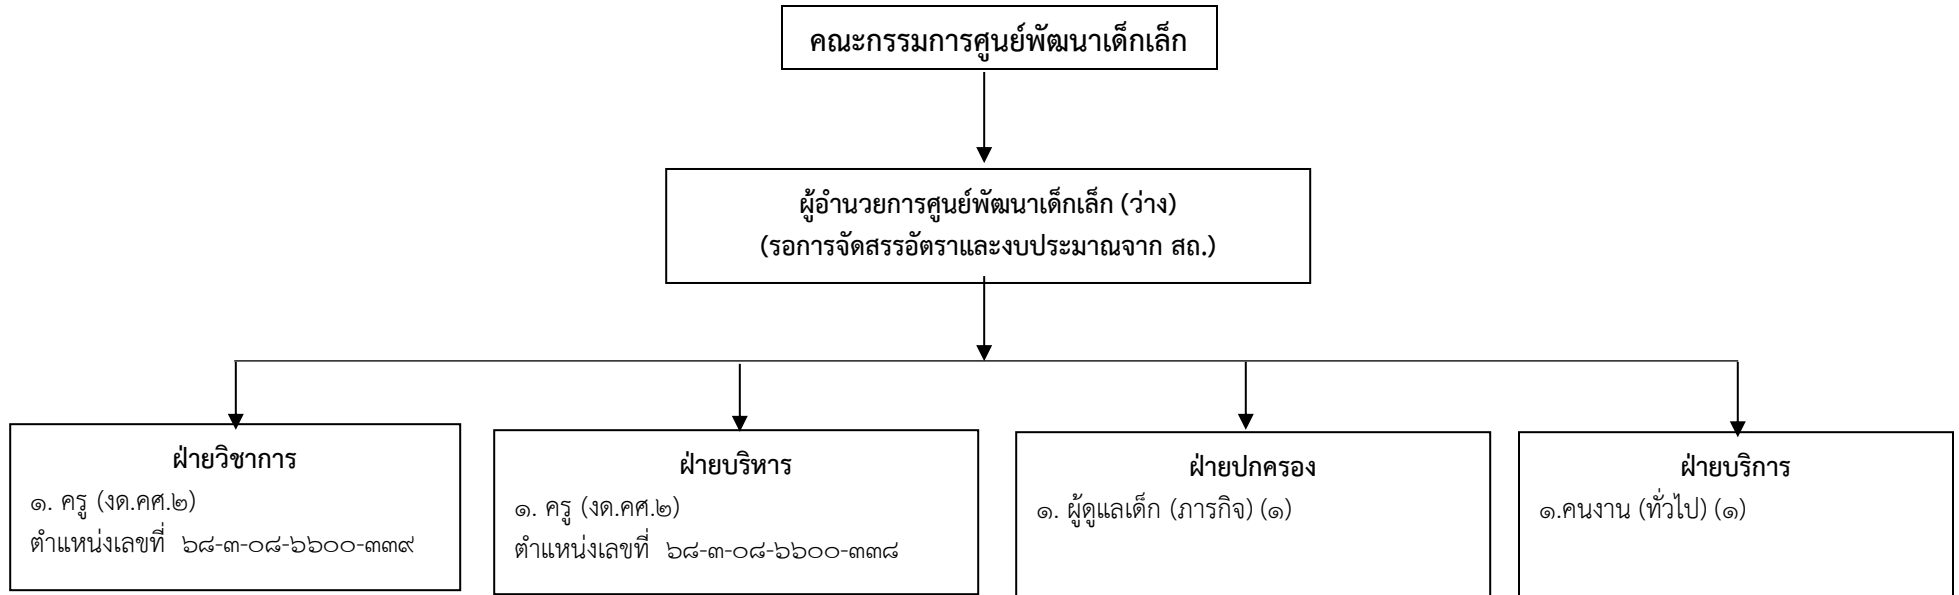 คณะกรรมการศูนย์พัฒนาเด็กเล็ก
ผู้อำนวยการศูนย์พัฒนาเด็กเล็ก (ว่าง)
(รอการจัดสรรอัตราและงบประมาณจาก สถ.)
ฝ่ายวิชาการ
๑. ครู (งด.คศ.๒)
ตำแหน่งเลขที่ ๖๘-๓-๐๘-๖๖๐๐-๓๓๙
ฝ่ายบริหาร
๑. ครู (งด.คศ.๒)
ตำแหน่งเลขที่ ๖๘-๓-๐๘-๖๖๐๐-๓๓๘
ฝ่ายปกครอง
๑. ผู้ดูแลเด็ก (ภารกิจ) (๑)
ฝ่ายบริการ
๑.คนงาน (ทั่วไป) (๑)